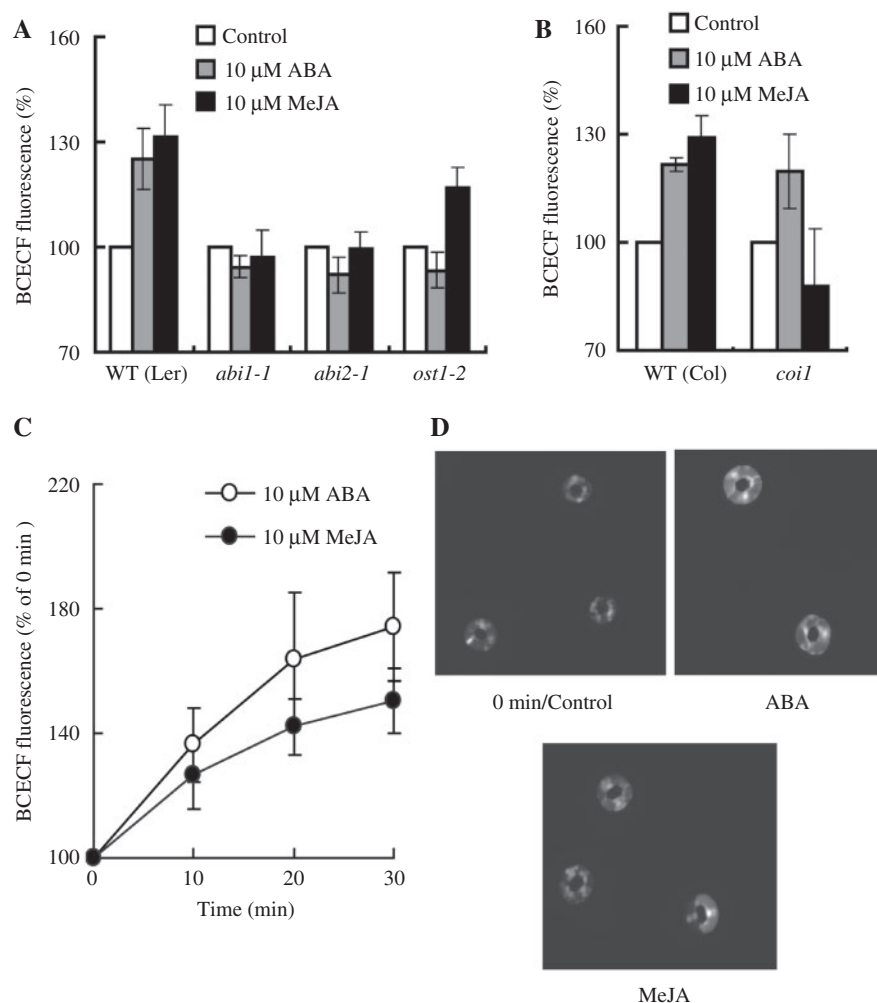 A
BCECF fluorescence (%)
160
130
100
70
Control
10 µM ABA
10 µM MeJA
WT (Ler) abi1-1 abi2-1 ost1-2
B
BCECF fluorescence (%)
160
130
100
70
Control
10 µM ABA
10 µM MeJA
WT (Col) coi1
C
BCECF fluorescence (% of 0 min)
220
180
140
100
10 µM ABA
10 µM MeJA
0 10 20 30
Time (min)
D
0 min/Control
ABA
MeJA